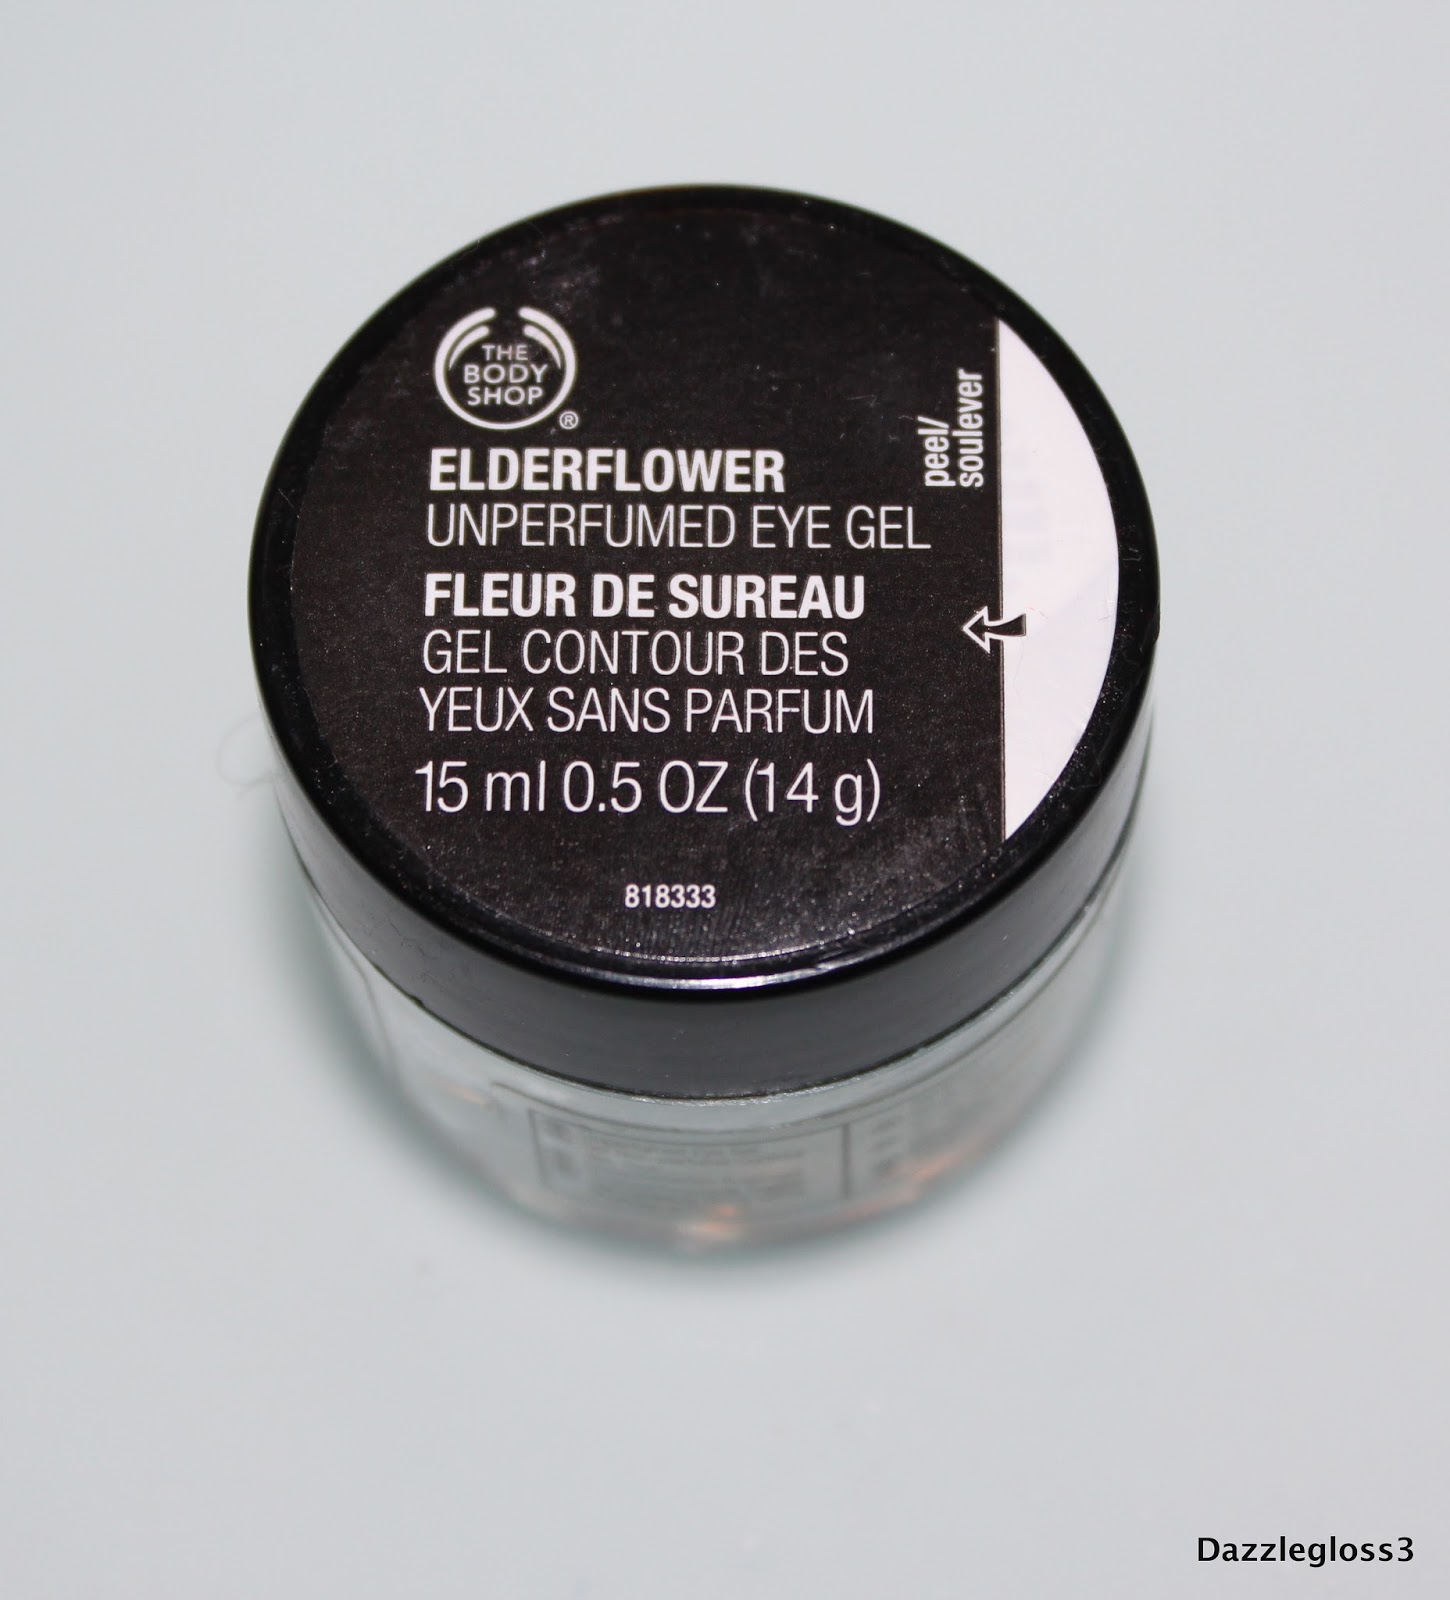 THE
BODY
SHOP
®
ELDERFLOWER
UNPERFUMED EYE GEL
FLEUR DE SUREAU
GEL CONTOUR DES
YEUX SANS PARFUM
15 ml 0.5 OZ (14 g)
818333
peel/
soulever
Dazzlegloss3